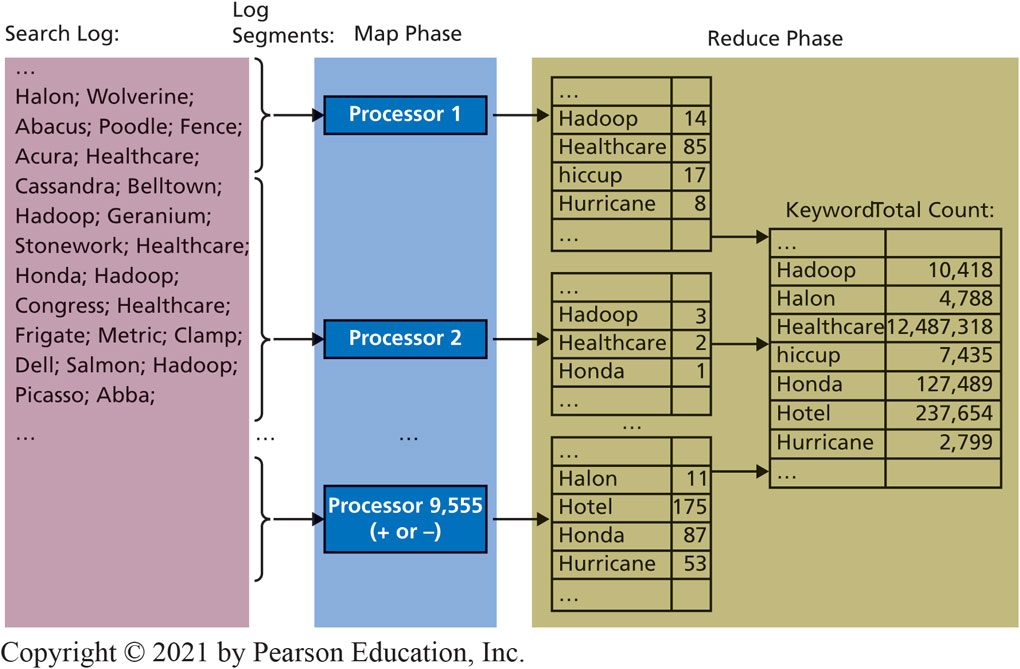 Search Log:
Log
Segments:
Map Phase
Reduce Phase
...
Halon; Wolverine;
Abacus; Poodle; Fence;
Acura; Healthcare;
Cassandra; Belltown;
Hadoop; Geranium;
Stonework; Healthcare;
Honda; Hadoop;
Congress; Healthcare;
Frigate; Metric; Clamp;
Dell; Salmon; Hadoop;
Picasso; Abba;
...
...
Processor 1
Processor 2
...
Processor 9,555
(+ or –)
...
Hadoop 14
Healthcare 85
hiccup 17
Hurricane 8
...
...
Hadoop 3
Healthcare 2
Honda 1
...
...
...
Halon 11
Hotel 175
Honda 87
Hurricane 53
...
Keyword Total Count:
...
Hadoop 10,418
Halon 4,788
Healthcare 12,487,318
hiccup 7,435
Honda 127,489
Hotel 237,654
Hurricane 2,799
...
Copyright © 2021 by Pearson Education, Inc.